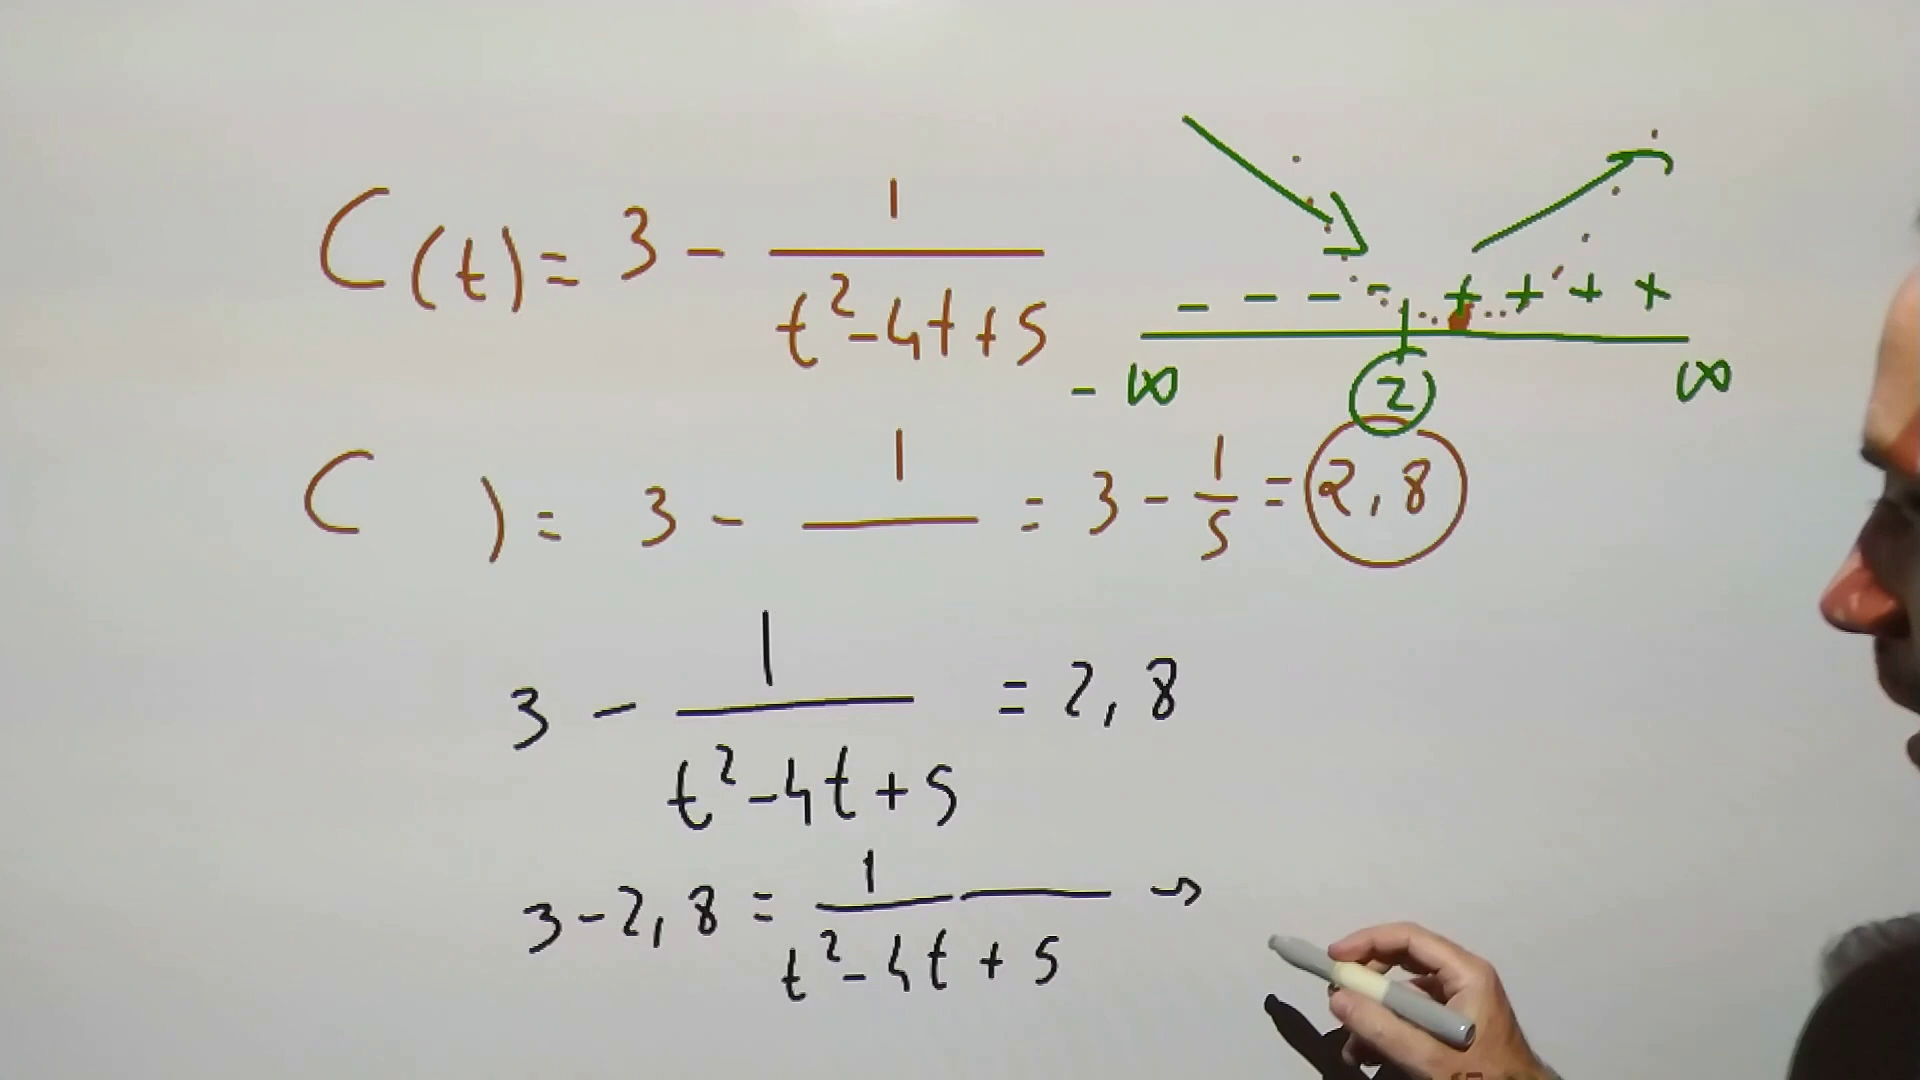 C(t) = 3 - 1/(t²-4t+5)
- - - - + + + +
-∞ 2 ∞
C ) = 3 - 1/ = 3 - 1/5 = 2,8
3 - 1/(t²-4t+5) = 2,8
3-2,8 = 1/(t²-4t+5) →